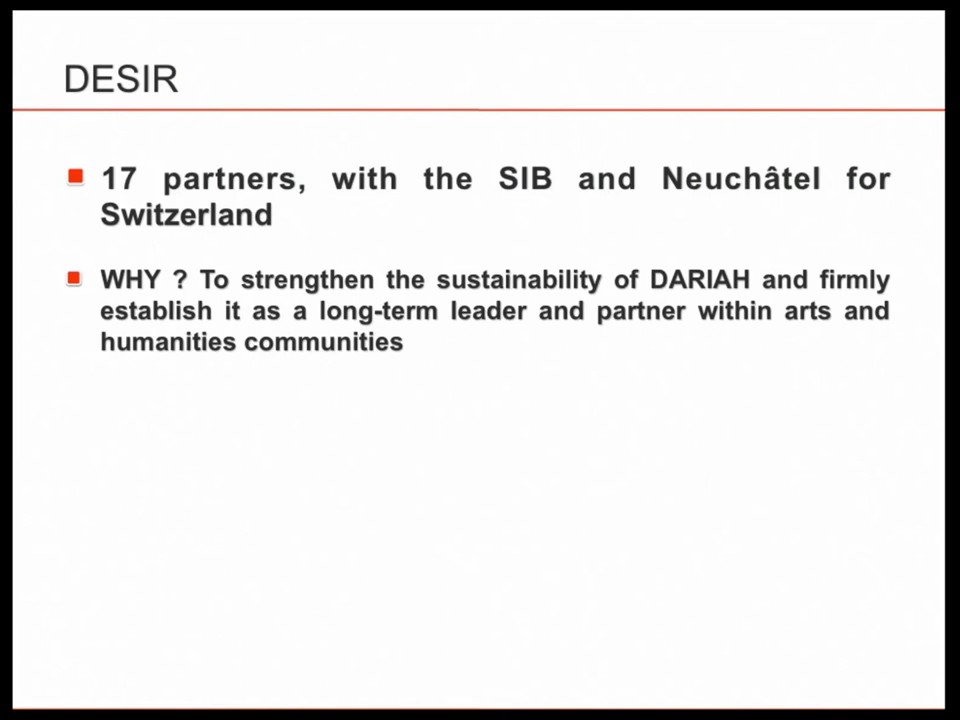 DESIR
17 partners, with the SIB and Neuchâtel for
Switzerland
WHY ? To strengthen the sustainability of DARIAH and firmly
establish it as a long-term leader and partner within arts and
humanities communities